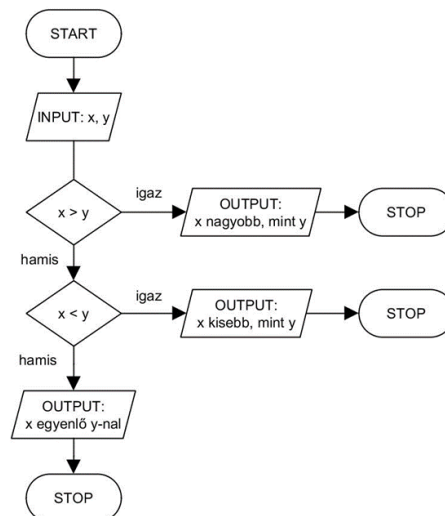 START
INPUT: x, y
x > y
igaz
OUTPUT:
x nagyobb, mint y
STOP
hamis
x < y
igaz
OUTPUT:
x kisebb, mint y
STOP
hamis
OUTPUT:
x egyenlő y-nal
STOP